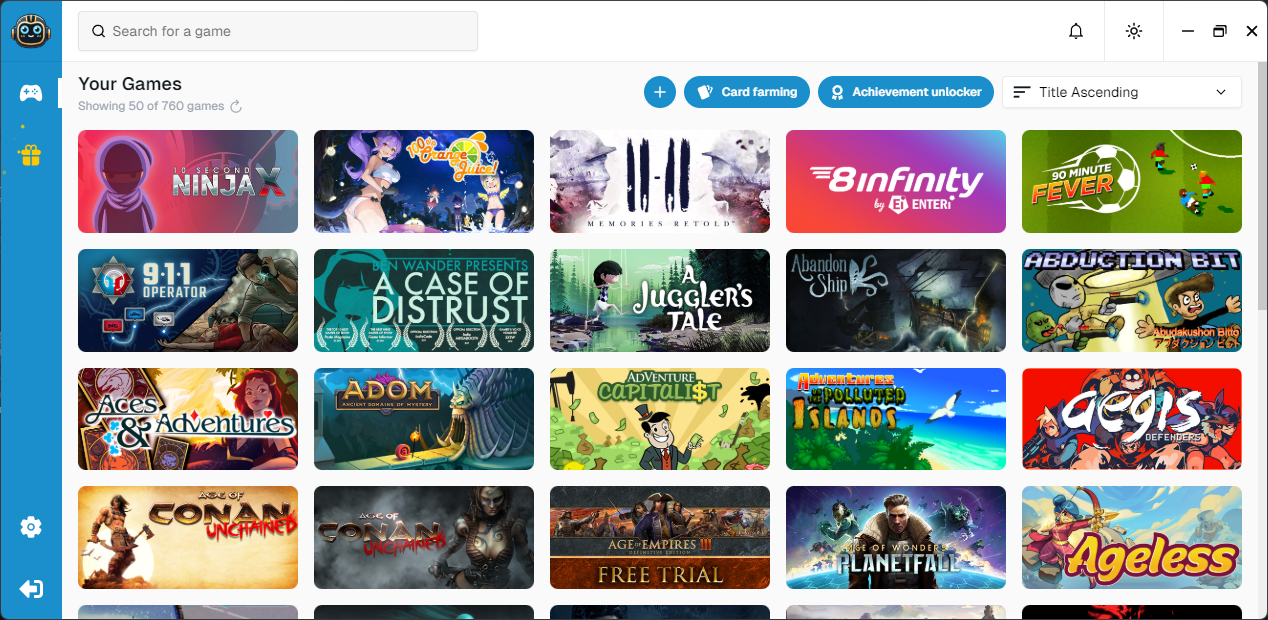 Search for a game
Your Games
Showing 50 of 760 games
Card farming
Achievement unlocker
Title Ascending
10 SECOND
NINJA X
100%
Orange
Juice!
11-11
MEMORIES RETOLD
8infinity
by Ei ENTERi
90 MINUTE
FEVER
9-1-1
OPERATOR
BEN WANDER PRESENTS
A CASE OF
DISTRUST
A
JUGGLER'S
TALE
Abandon
Ship
ABDUCTION BIT
Abudakushon Bitto
アブダクション ビット
Aces
& Adventures
ADOM
ANCIENT DOMAINS OF MYSTERY
ADVENTURE
CAPITALI$T
Adventures
IN THE POLLUTED
ISLANDS
aegis
DEFENDERS
AGE OF
CONAN
UNCHAINED
AGE OF
CONAN
UNCHAINED
AGE OF EMPIRES III
DEFINITIVE EDITION
FREE TRIAL
AGE OF WONDERS
PLANETFALL
Ageless